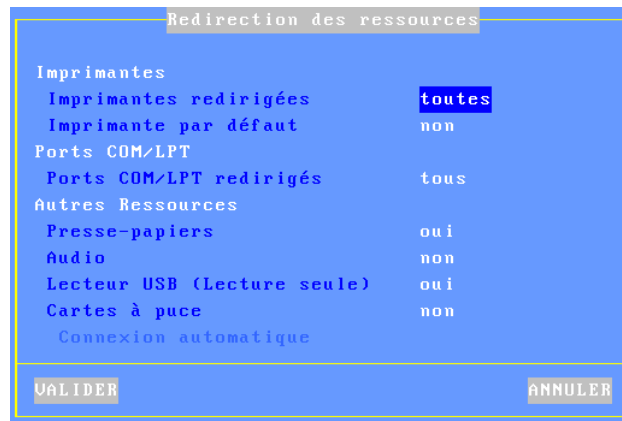 Redirection des ressources
Imprimantes
Imprimantes redirigées toutes
Imprimante par défaut non
Ports COM/LPT
Ports COM/LPT redirigés tous
Autres Ressources
Presse-papiers oui
Audio non
Lecteur USB (Lecture seule) oui
Cartes à puce non
Connexion automatique
VALIDER ANNULER